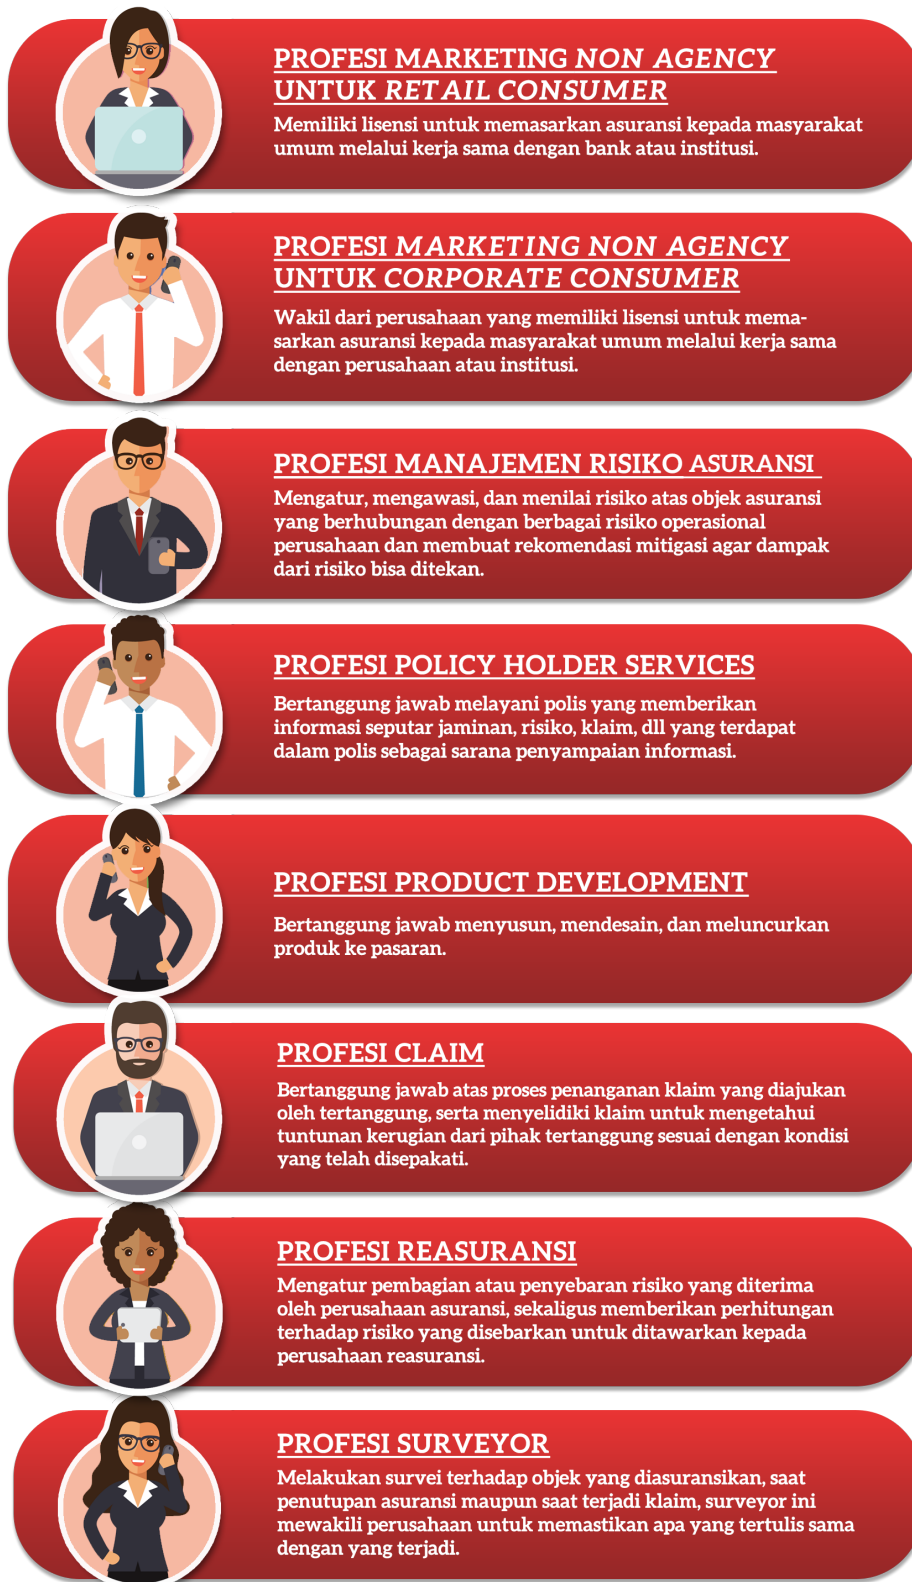 PROFESI MARKETING NON AGENCY
UNTUK RETAIL CONSUMER
Memiliki lisensi untuk memasarkan asuransi kepada masyarakat
umum melalui kerja sama dengan bank atau institusi.
PROFESI MARKETING NON AGENCY
UNTUK CORPORATE CONSUMER
Wakil dari perusahaan yang memiliki lisensi untuk mema-
sarkan asuransi kepada masyarakat umum melalui kerja sama
dengan perusahaan atau institusi.
PROFESI MANAJEMEN RISIKO ASURANSI
Mengatur, mengawasi, dan menilai risiko atas objek asuransi
yang berhubungan dengan berbagai risiko operasional
perusahaan dan membuat rekomendasi mitigasi agar dampak
dari risiko bisa ditekan.
PROFESI POLICY HOLDER SERVICES
Bertanggung jawab melayani polis yang memberikan
informasi seputar jaminan, risiko, klaim, dll yang terdapat
dalam polis sebagai sarana penyampaian informasi.
PROFESI PRODUCT DEVELOPMENT
Bertanggung jawab menyusun, mendesain, dan meluncurkan
produk ke pasaran.
PROFESI CLAIM
Bertanggung jawab atas proses penanganan klaim yang diajukan
oleh tertanggung, serta menyelidiki klaim untuk mengetahui
tuntunan kerugian dari pihak tertanggung sesuai dengan kondisi
yang telah disepakati.
PROFESI REASURANSI
Mengatur pembagian atau penyebaran risiko yang diterima
oleh perusahaan asuransi, sekaligus memberikan perhitungan
terhadap risiko yang disebarkan untuk ditawarkan kepada
perusahaan reasuransi.
PROFESI SURVEYOR
Melakukan survei terhadap objek yang diasuransikan, saat
penutupan asuransi maupun saat terjadi klaim, surveyor ini
mewakili perusahaan untuk memastikan apa yang tertulis sama
dengan yang terjadi.